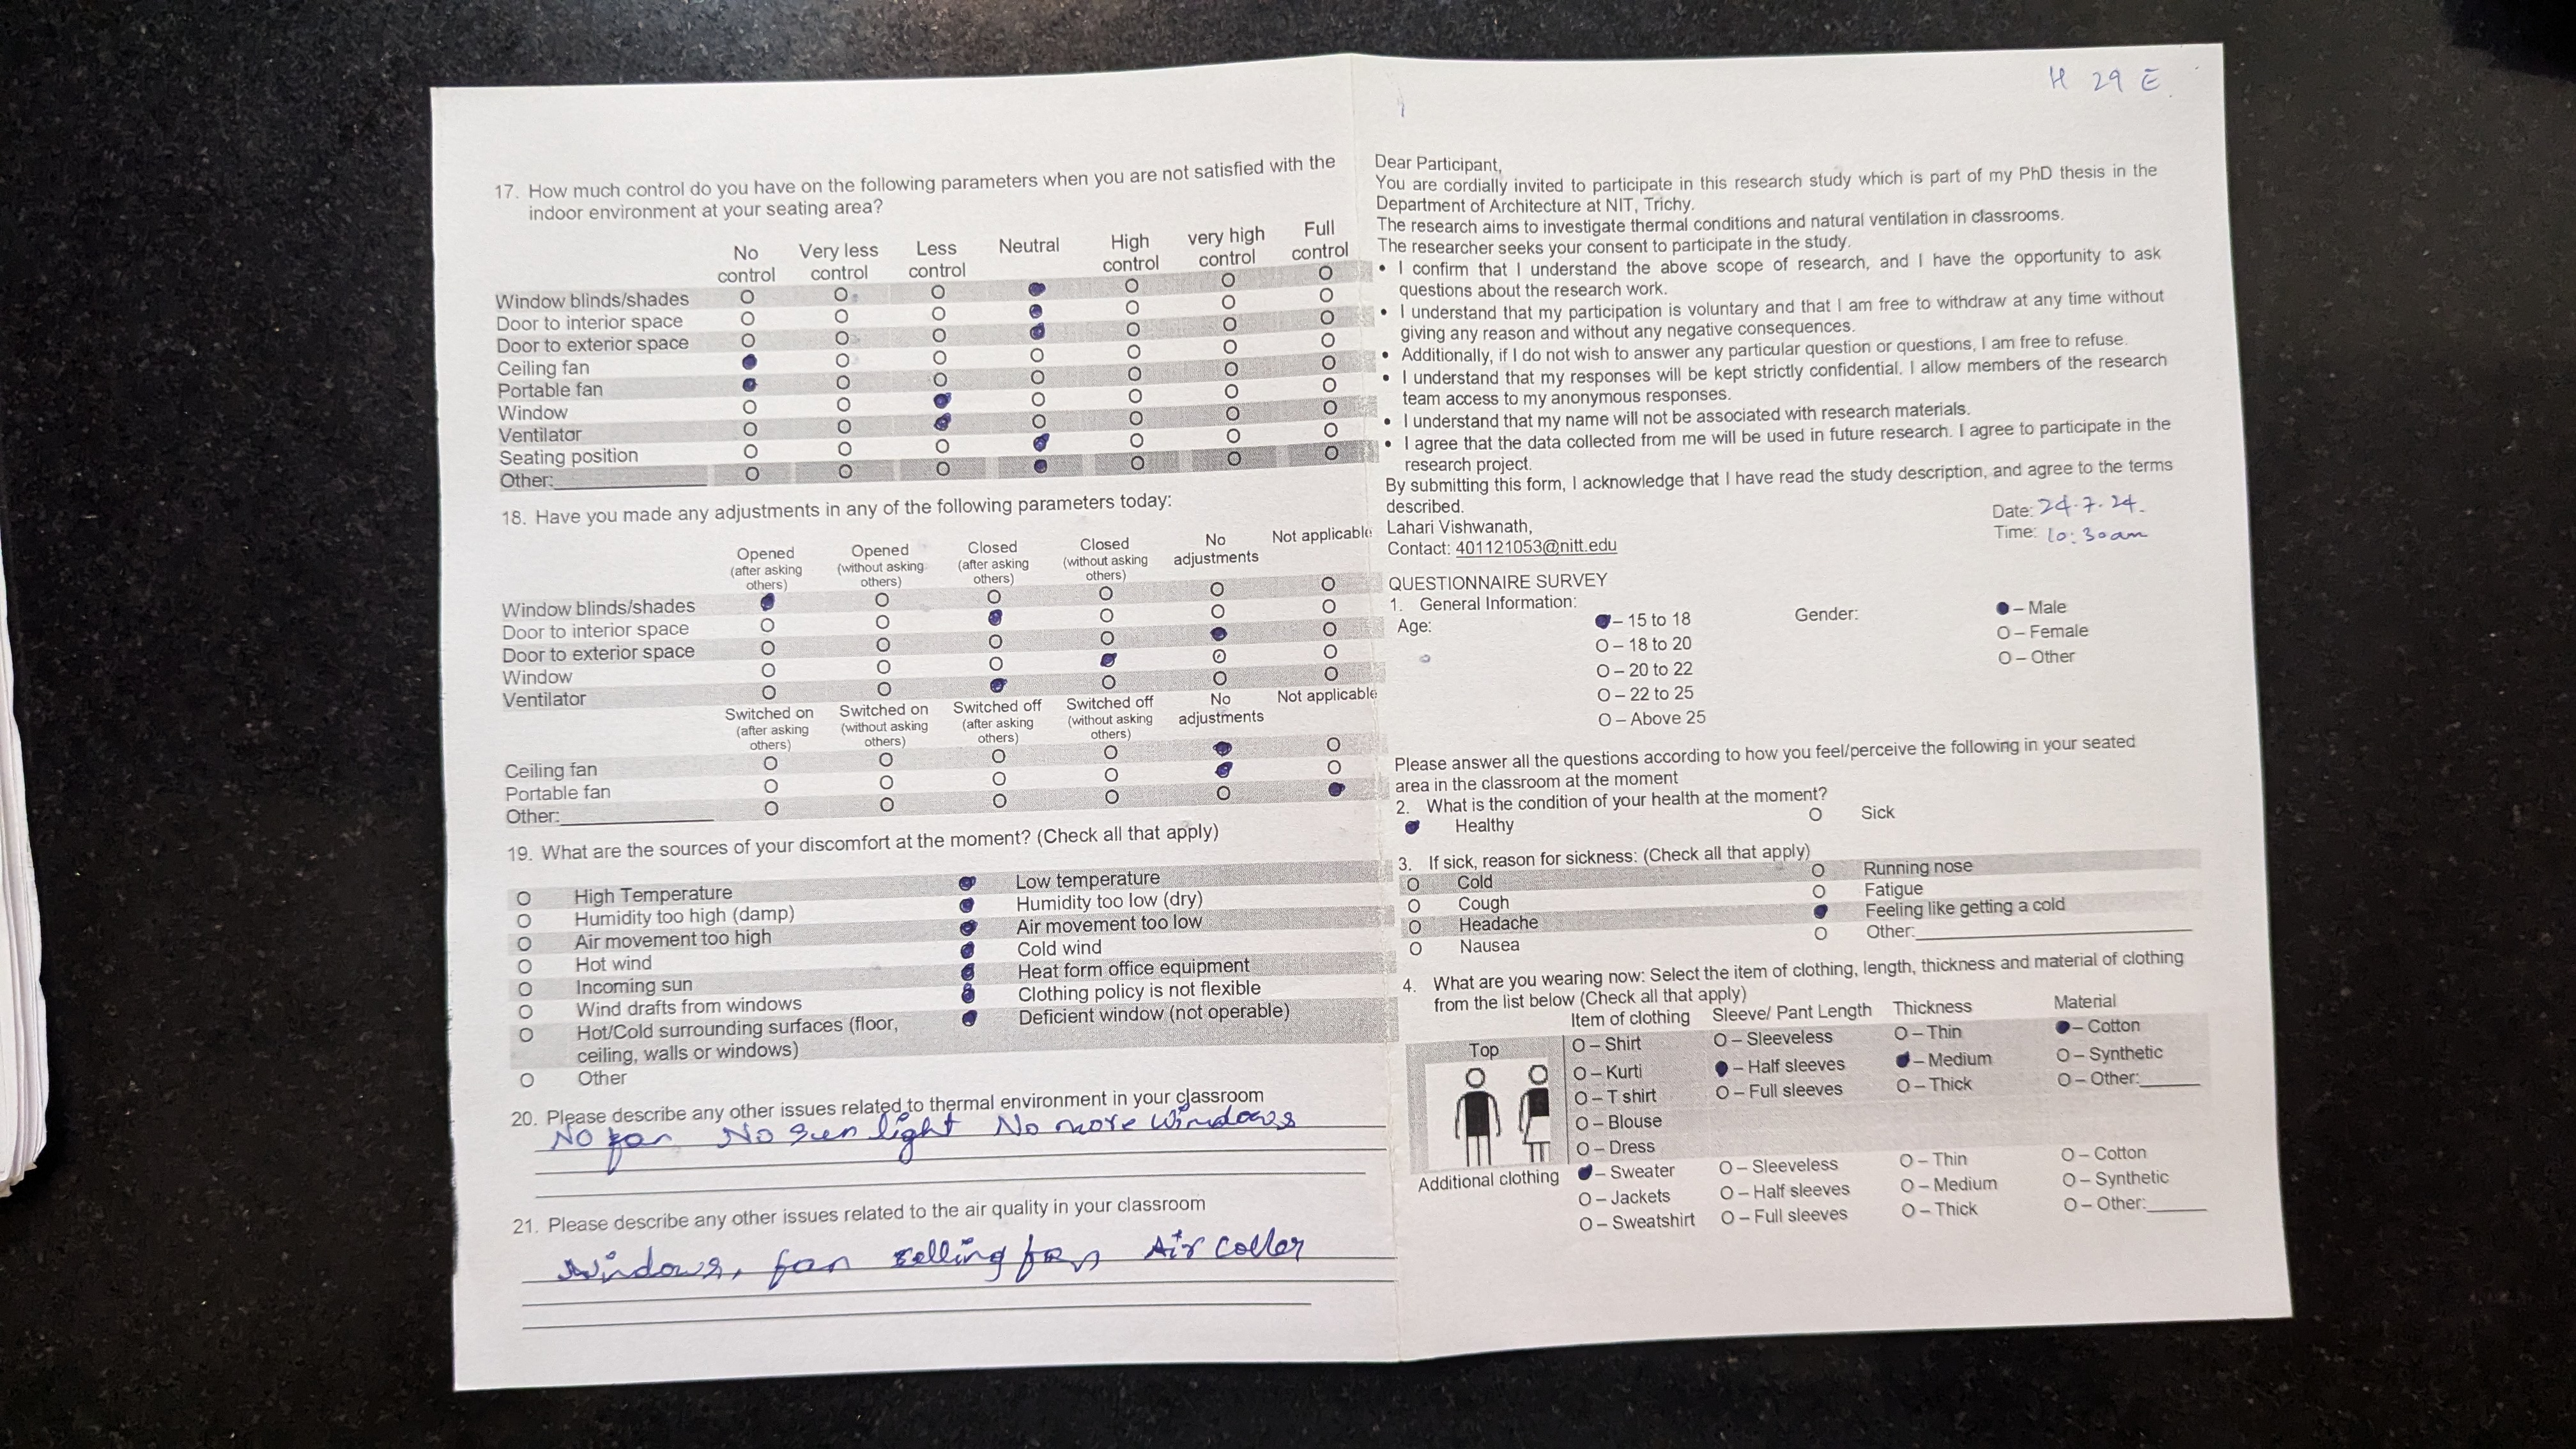 17. How much control do you have on the following parameters when you are not satisfied with the
indoor environment at your seating area?
No control Very less control Less control Neutral High control very high control Full control
Window blinds/shades
Door to interior space
Door to exterior space
Ceiling fan
Portable fan
Window
Ventilator
Seating position
Other:
18. Have you made any adjustments in any of the following parameters today:
Opened (after asking others) Opened (without asking others) Closed (after asking others) Closed (without asking others) No adjustments Not applicable
Window blinds/shades
Door to interior space
Door to exterior space
Window
Ventilator
Switched on (after asking others) Switched on (without asking others) Switched off (after asking others) Switched off (without asking others) No adjustments Not applicable
Ceiling fan
Portable fan
Other:
19. What are the sources of your discomfort at the moment? (Check all that apply)
High Temperature Low temperature
Humidity too high (damp) Humidity too low (dry)
Air movement too high Air movement too low
Hot wind Cold wind
Incoming sun Heat form office equipment
Wind drafts from windows Clothing policy is not flexible
Hot/Cold surrounding surfaces (floor, Deficient window (not operable)
ceiling, walls or windows)
Other
20. Please describe any other issues related to thermal environment in your classroom
No fan No sun light No more windows
21. Please describe any other issues related to the air quality in your classroom
Windows, fan selling fan Air coller
H 29 E
Dear Participant,
You are cordially invited to participate in this research study which is part of my PhD thesis in the
Department of Architecture at NIT, Trichy.
The research aims to investigate thermal conditions and natural ventilation in classrooms.
The researcher seeks your consent to participate in the study.
• I confirm that I understand the above scope of research, and I have the opportunity to ask
questions about the research work.
• I understand that my participation is voluntary and that I am free to withdraw at any time without
giving any reason and without any negative consequences.
• Additionally, if I do not wish to answer any particular question or questions, I am free to refuse.
• I understand that my responses will be kept strictly confidential. I allow members of the research
team access to my anonymous responses.
• I understand that my name will not be associated with research materials.
• I agree that the data collected from me will be used in future research. I agree to participate in the
research project.
By submitting this form, I acknowledge that I have read the study description, and agree to the terms
described.
Date: 24.7.24.
Lahari Vishwanath,
Time: 10:30am
Contact: 401121053@nitt.edu
QUESTIONNAIRE SURVEY
1. General Information:
Age: – 15 to 18 Gender: – Male
O – 18 to 20 O – Female
O – 20 to 22 O – Other
O – 22 to 25
O – Above 25
Please answer all the questions according to how you feel/perceive the following in your seated
area in the classroom at the moment
2. What is the condition of your health at the moment?
Healthy Sick
3. If sick, reason for sickness: (Check all that apply)
Cold Running nose
Cough Fatigue
Headache Feeling like getting a cold
Nausea Other:
4. What are you wearing now: Select the item of clothing, length, thickness and material of clothing
from the list below (Check all that apply)
Item of clothing Sleeve/ Pant Length Thickness Material
Top
O – Shirt O – Sleeveless O – Thin – Cotton
O – Kurti – Half sleeves – Medium O – Synthetic
O – T shirt O – Full sleeves O – Thick O – Other:
O – Blouse
O – Dress
Additional clothing
– Sweater O – Sleeveless O – Thin O – Cotton
O – Jackets O – Half sleeves O – Medium O – Synthetic
O – Sweatshirt O – Full sleeves O – Thick O – Other: